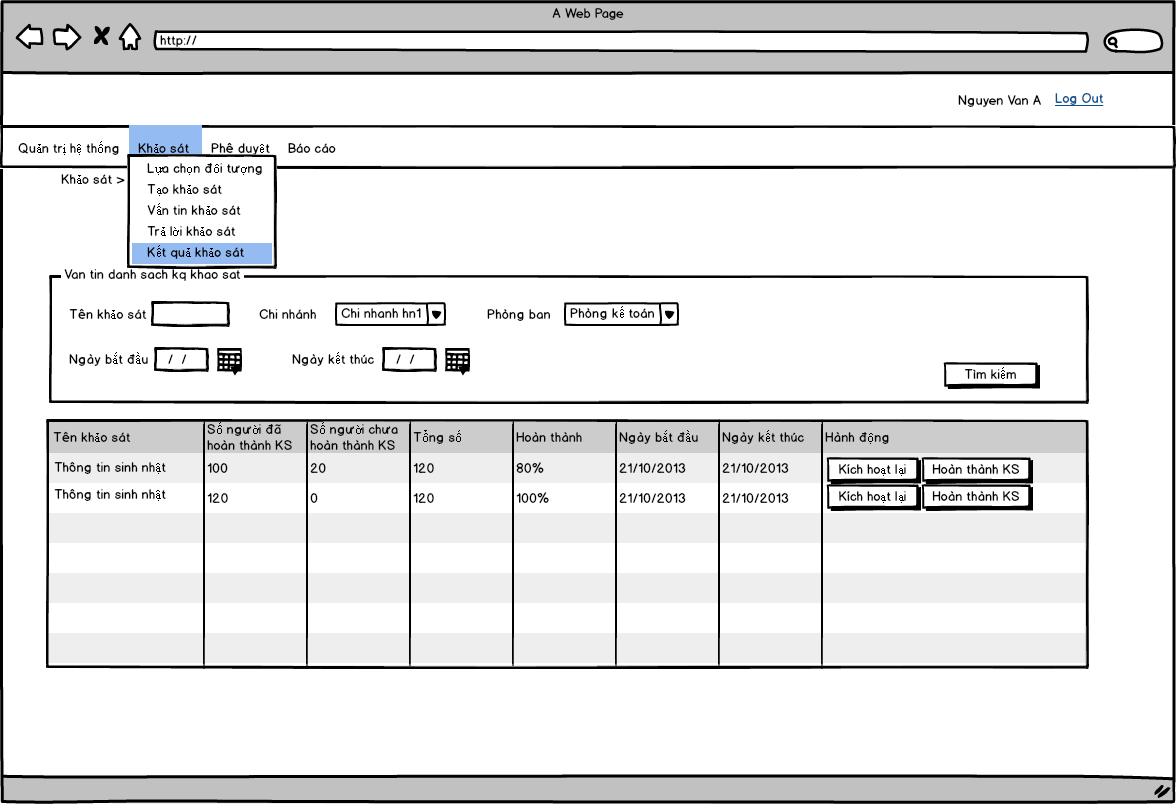 A Web Page
http://
Nguyen Van A Log Out
Quản trị hệ thống Khảo sát Phê duyệt Báo cáo
Khảo sát >
Lựa chọn đối tượng
Tạo khảo sát
Vấn tin khảo sát
Trả lời khảo sát
Kết quả khảo sát
Van tin danh sach kq khao sat
Tên khảo sát Chi nhánh Chi nhanh hn1 Phòng ban Phòng kế toán
Ngày bắt đầu / / Ngày kết thúc / /
Tìm kiếm
Tên khảo sát Số người đã hoàn thành KS Số người chưa hoàn thành KS Tổng số Hoàn thành Ngày bắt đầu Ngày kết thúc Hành động
Thông tin sinh nhật 100 20 120 80% 21/10/2013 21/10/2013 Kích hoạt lại Hoàn thành KS
Thông tin sinh nhật 120 0 120 100% 21/10/2013 21/10/2013 Kích hoạt lại Hoàn thành KS